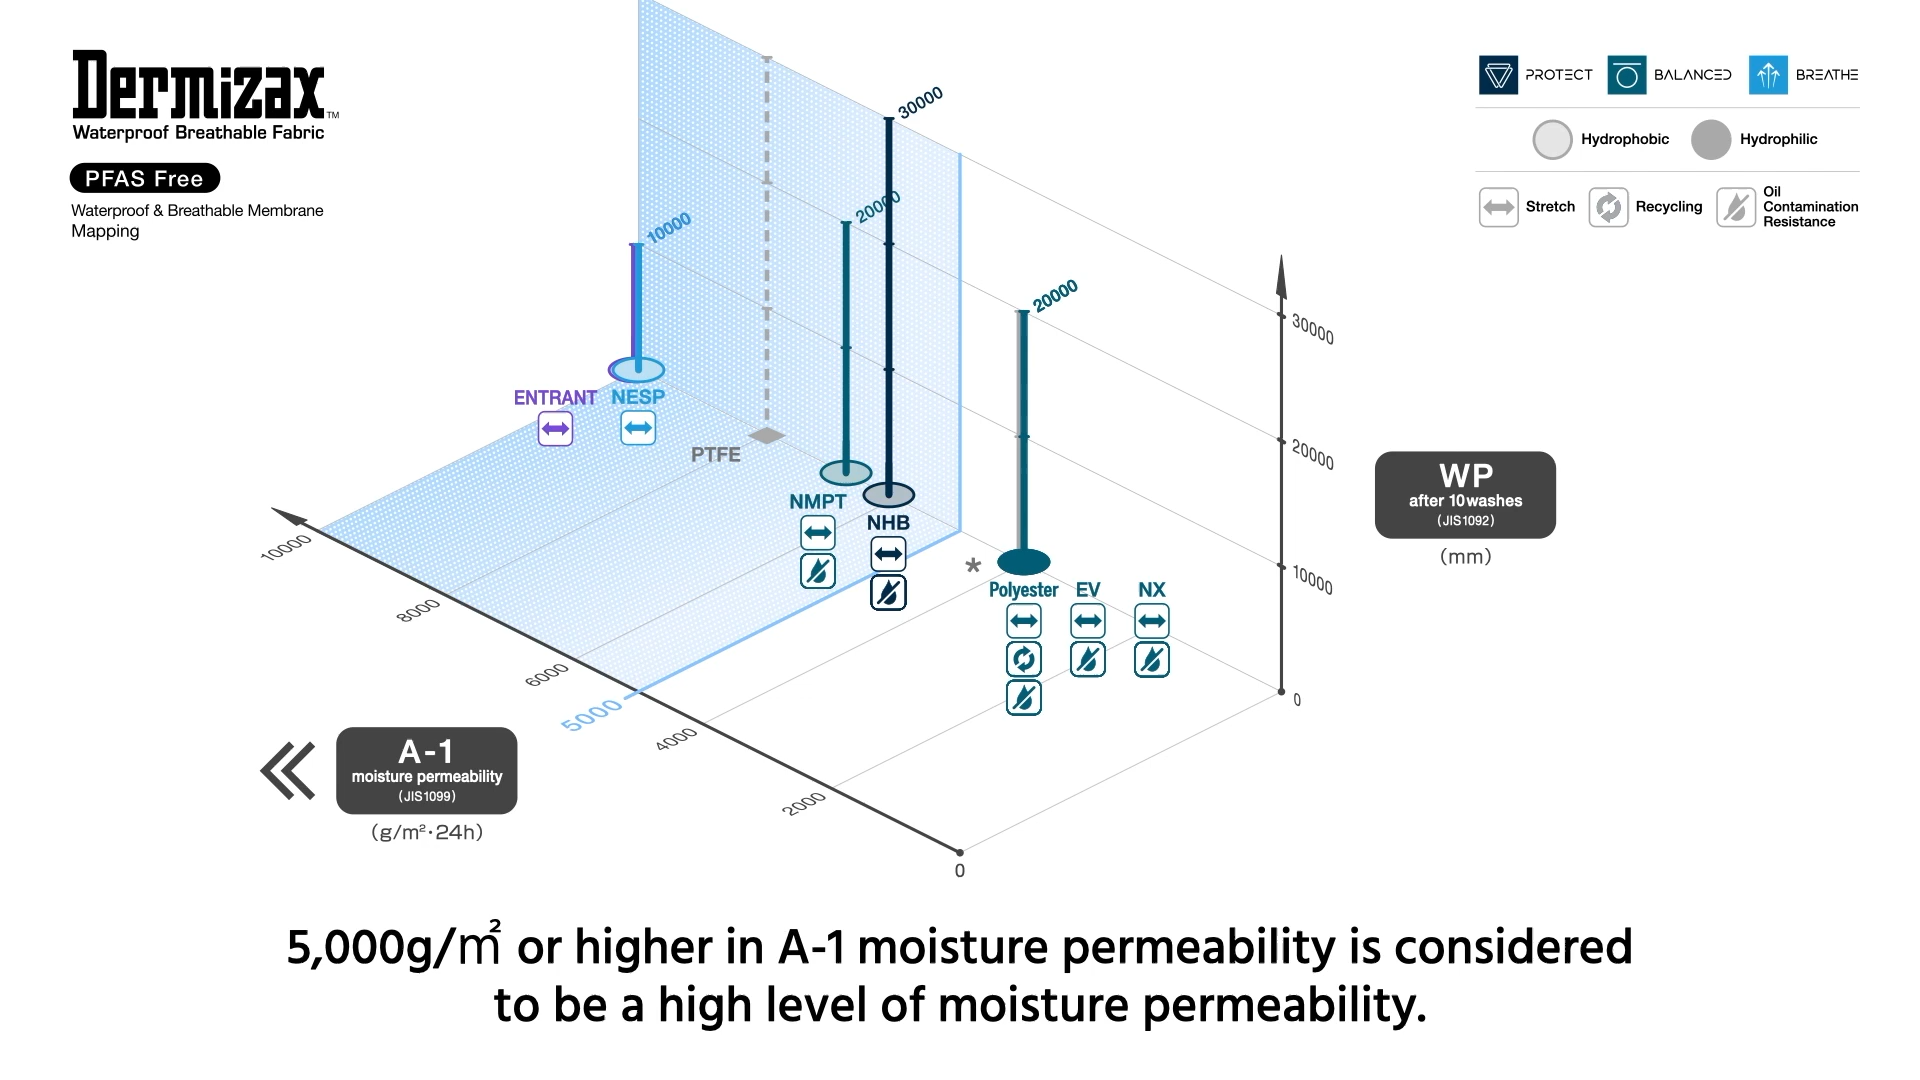 Dermizax™
Waterproof Breathable Fabric
PFAS Free
Waterproof & Breathable Membrane
Mapping
PROTECT
BALANCED
BREATHE
Hydrophobic
Hydrophilic
Stretch
Recycling
Oil
Contamination
Resistance
30000
20000
10000
20000
30000
20000
10000
0
ENTRANT
NESP
PTFE
NMPT
NHB
*
Polyester
EV
NX
WP
after 10washes
(JIS1092)
(mm)
10000
8000
6000
5000
4000
2000
0
A-1
moisture permeability
(JIS1099)
(g/m²·24h)
5,000g/㎡ or higher in A-1 moisture permeability is considered
to be a high level of moisture permeability.